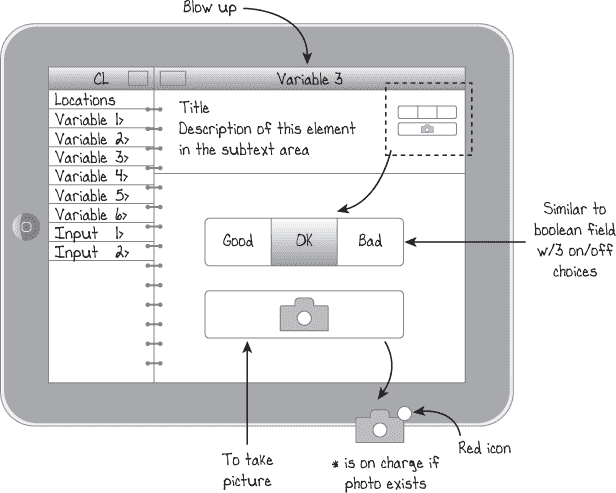 Blow up
CL
Variable 3
Locations
Variable 1>
Variable 2>
Variable 3>
Variable 4>
Variable 5>
Variable 6>
Input 1>
Input 2>
Title
Description of this element
in the subtext area
Good
OK
Bad
Similar to
boolean field
w/3 on/off
choices
To take
picture
* is on charge if
photo exists
Red icon